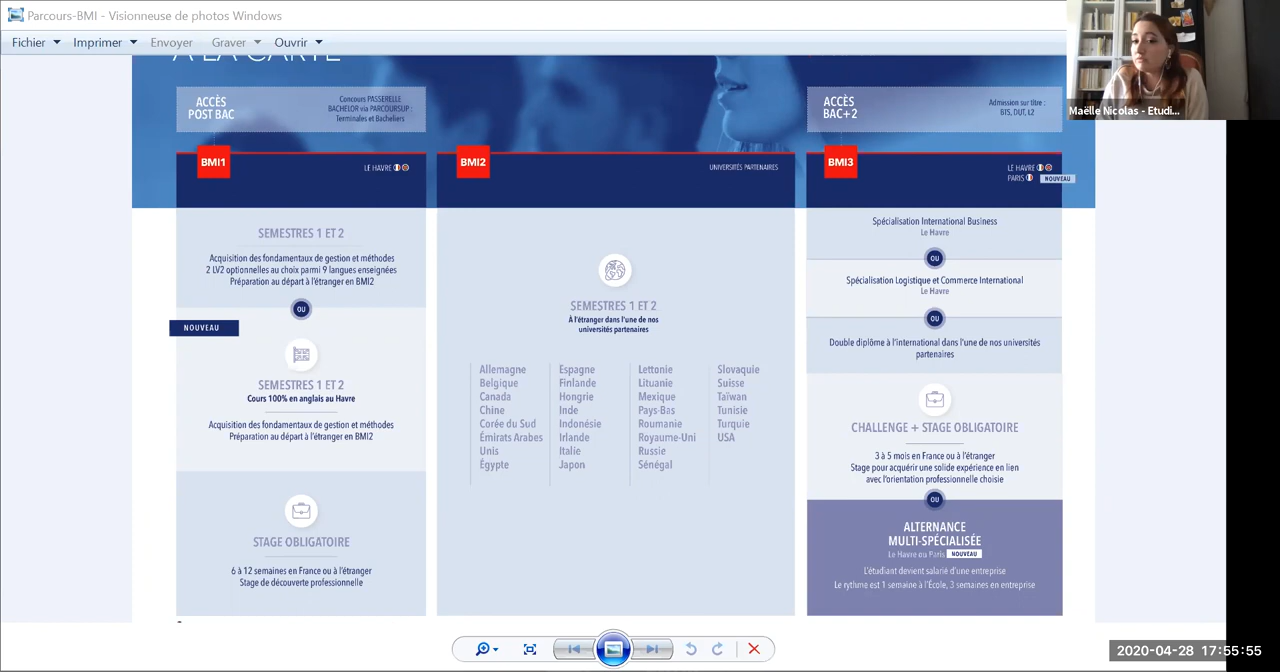 Parcours-BMI - Visionneuse de photos Windows
Fichier Imprimer Envoyer Graver Ouvrir
À LA CARTE
ACCÈS
POST BAC
Concours PASSERELLE
BACHELOR via PARCOURSUP :
Terminales et Bacheliers
ACCÈS
BAC+2
Admission sur titre :
BTS, DUT, L2
Maëlle Nicolas - Etudi...
BMI1
LE HAVRE
SEMESTRES 1 ET 2
Acquisition des fondamentaux de gestion et méthodes
2 LV2 optionnelles au choix parmi 9 langues enseignées
Préparation au départ à l'étranger en BMI2
OU
NOUVEAU
SEMESTRES 1 ET 2
Cours 100% en anglais au Havre
Acquisition des fondamentaux de gestion et méthodes
Préparation au départ à l'étranger en BMI2
STAGE OBLIGATOIRE
6 à 12 semaines en France ou à l'étranger
Stage de découverte professionnelle
BMI2
UNIVERSITÉS PARTENAIRES
SEMESTRES 1 ET 2
À l'étranger dans l'une de nos
universités partenaires
Allemagne
Belgique
Canada
Chine
Corée du Sud
Émirats Arabes
Unis
Égypte
Espagne
Finlande
Hongrie
Inde
Indonésie
Irlande
Italie
Japon
Lettonie
Lituanie
Mexique
Pays-Bas
Roumanie
Royaume-Uni
Russie
Sénégal
Slovaquie
Suisse
Taïwan
Tunisie
Turquie
USA
BMI3
LE HAVRE
PARIS NOUVEAU
Spécialisation International Business
Le Havre
OU
Spécialisation Logistique et Commerce International
Le Havre
OU
Double diplôme à l'international dans l'une de nos universités
partenaires
CHALLENGE + STAGE OBLIGATOIRE
3 à 5 mois en France ou à l'étranger
Stage pour acquérir une solide expérience en lien
avec l'orientation professionnelle choisie
OU
ALTERNANCE
MULTI-SPÉCIALISÉE
Le Havre ou Paris NOUVEAU
L'étudiant devient salarié d'une entreprise
Le rythme est 1 semaine à l'École, 3 semaines en entreprise
2020-04-28 17:55:55